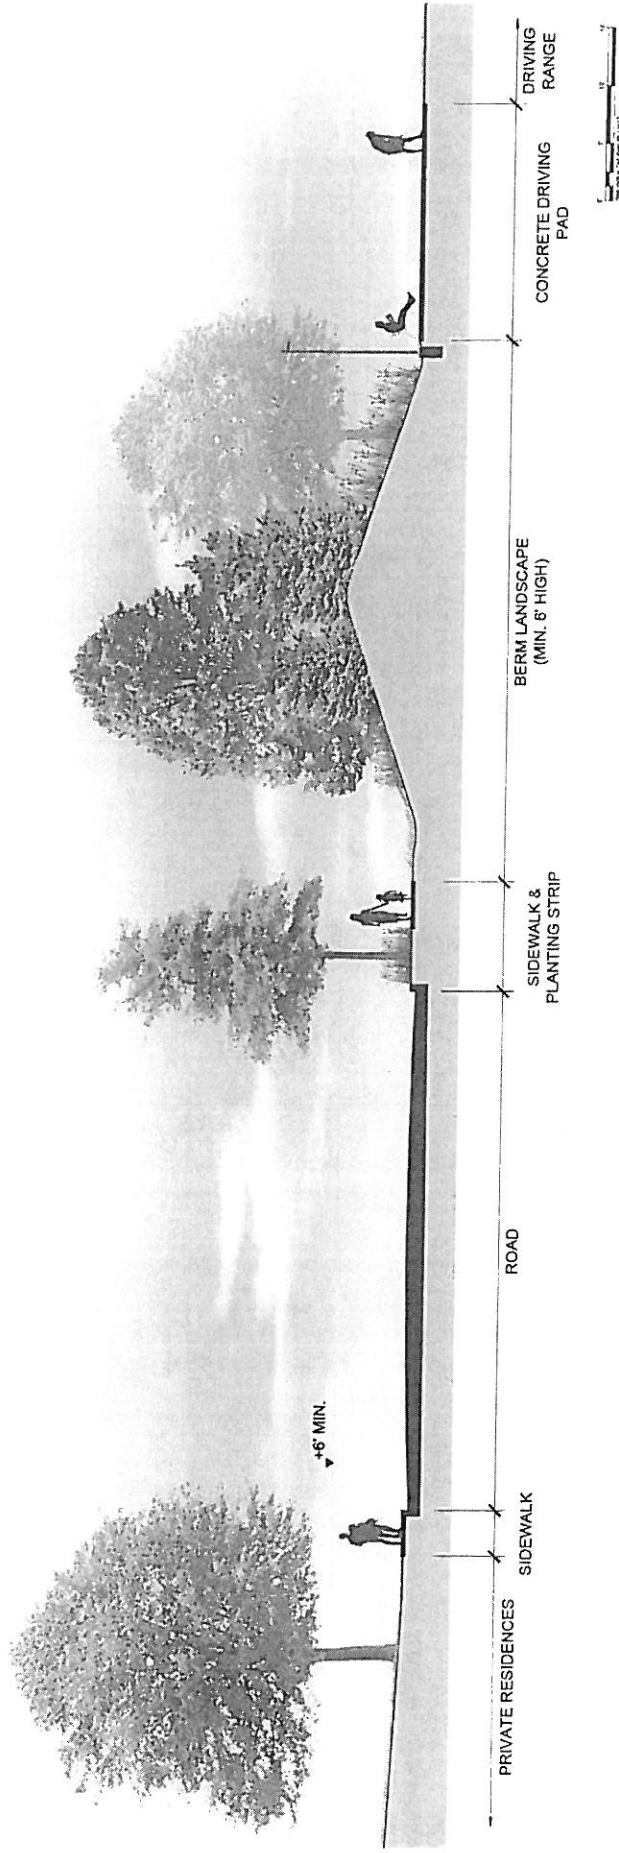 +6' MIN.
PRIVATE RESIDENCES
SIDEWALK
ROAD
SIDEWALK &
PLANTING STRIP
BERM LANDSCAPE
(MIN. 6' HIGH)
CONCRETE DRIVING
PAD
DRIVING
RANGE